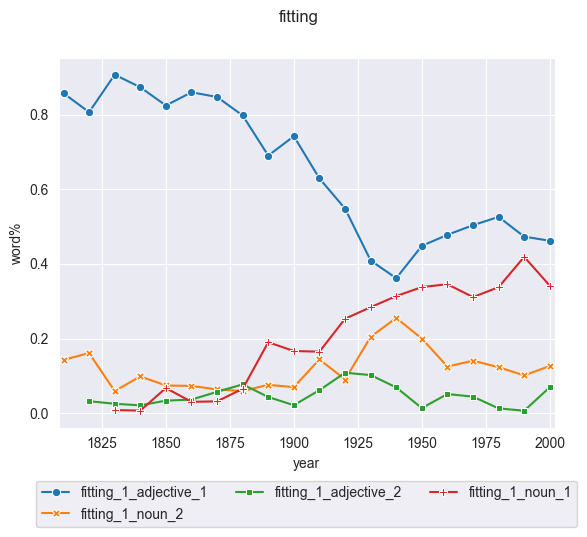 fitting
0.8
0.6
0.4
0.2
0.0
word%
1825 1850 1875 1900 1925 1950 1975 2000
year
fitting_1_adjective_1 fitting_1_adjective_2 fitting_1_noun_1
fitting_1_noun_2